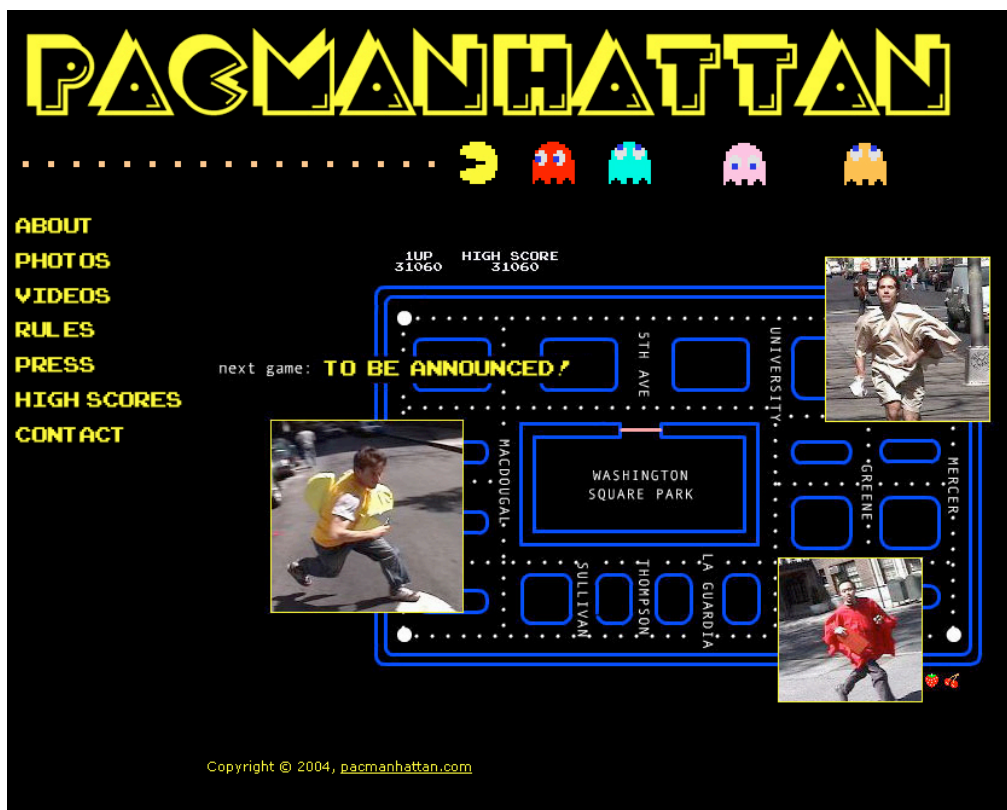 PACMANHATTAN
ABOUT
PHOTOS
VIDEOS
RULES
PRESS
HIGH SCORES
CONTACT
1UP HIGH SCORE
31060 31060
next game: TO BE ANNOUNCED!
5TH AVE
UNIVERSITY
MACDOUGAL
WASHINGTON
SQUARE PARK
GREENE
MERCER
SULLIVAN
THOMPSON
LA GUARDIA
Copyright © 2004, pacmanhattan.com